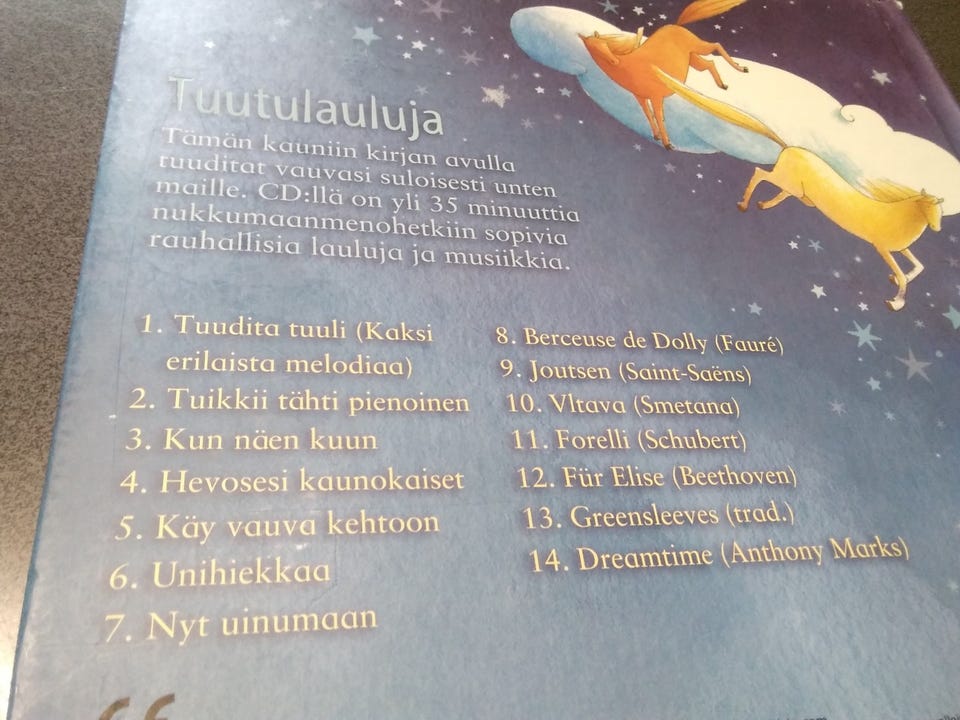 Tuutulauluja
Tämän kauniin kirjan avulla
tuuditat vauvasi suloisesti unten
maille. CD:llä on yli 35 minuuttia
nukkumaanmenohetkiin sopivia
rauhallisia lauluja ja musiikkia.
1. Tuudita tuuli (Kaksi
erilaista melodiaa)
2. Tuikkii tähti pienoinen
3. Kun näen kuun
4. Hevosesi kaunokaiset
5. Käy vauva kehtoon
6. Unihiekkaa
7. Nyt uinumaan
8. Berceuse de Dolly (Fauré)
9. Joutsen (Saint-Saëns)
10. Vltava (Smetana)
11. Forelli (Schubert)
12. Für Elise (Beethoven)
13. Greensleeves (trad.)
14. Dreamtime (Anthony Marks)